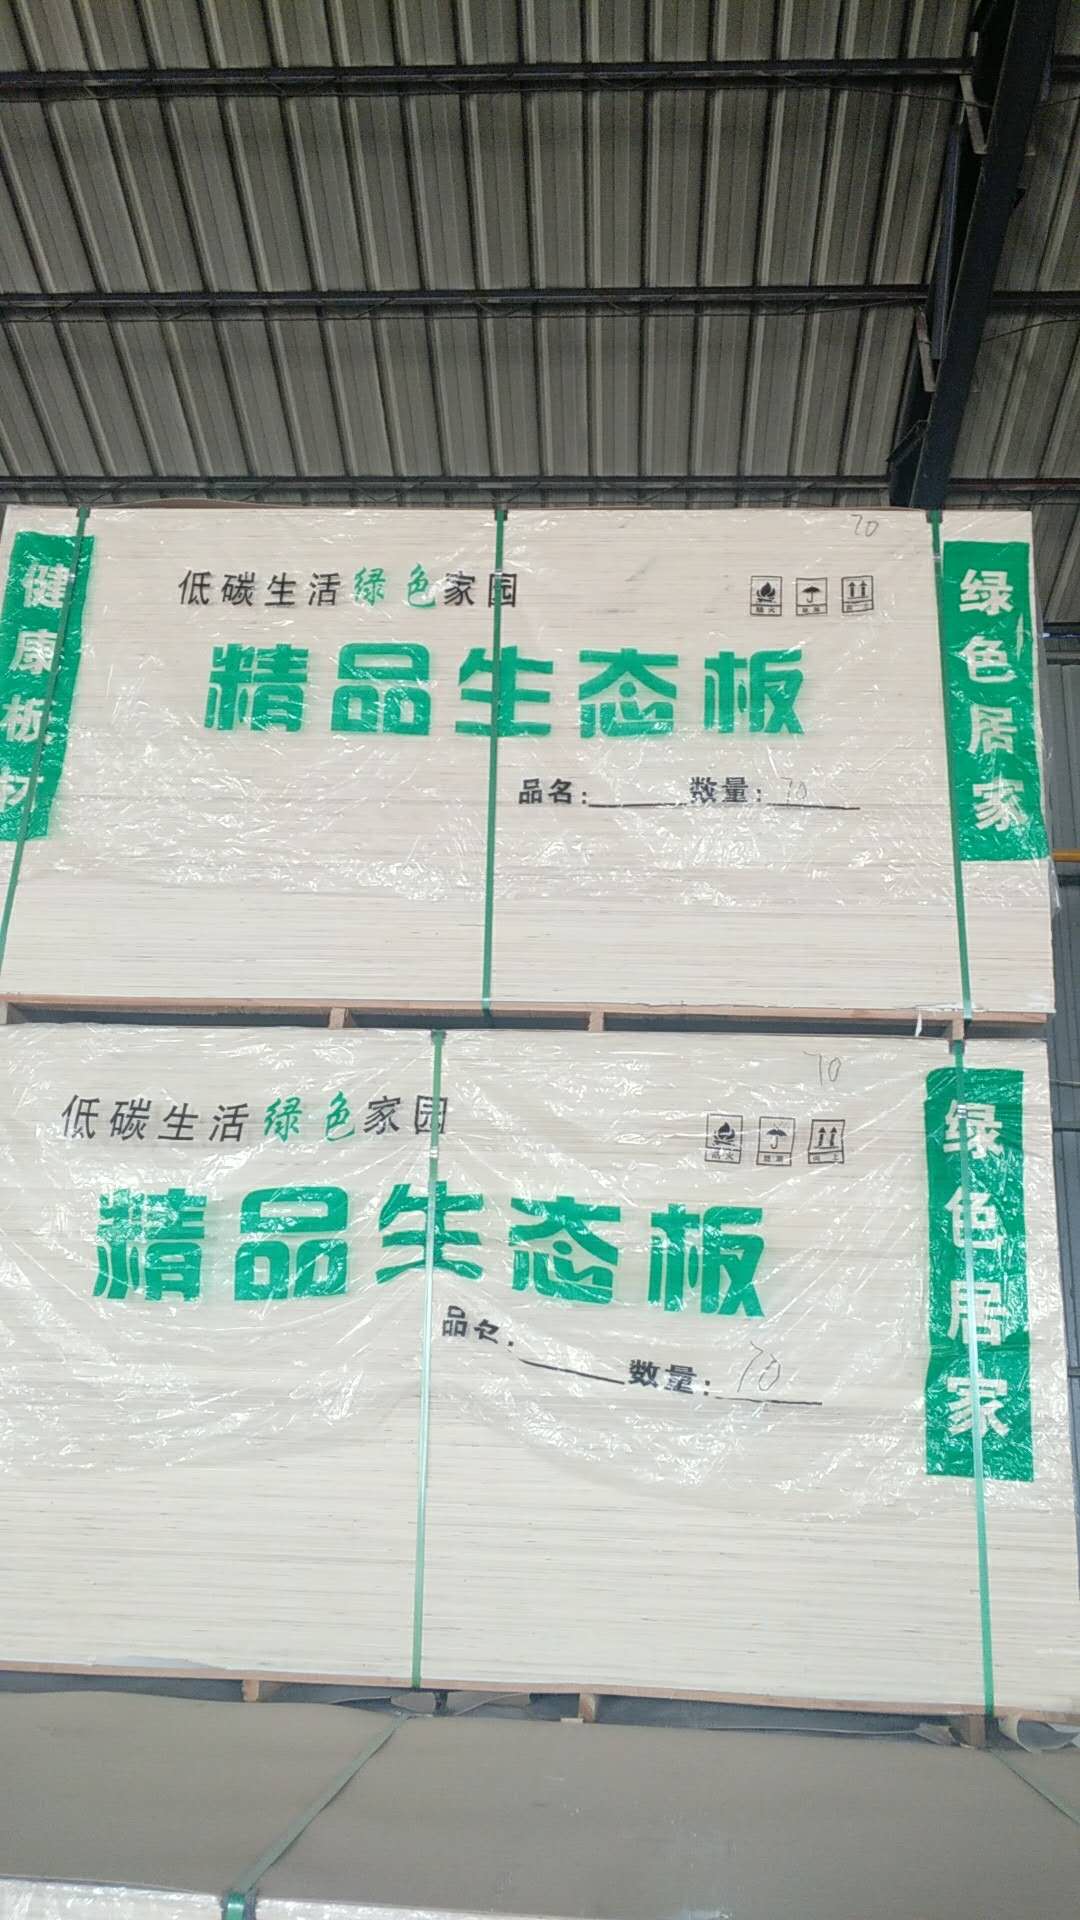 70
低碳生活绿色家园
健康板材
精品生态板
品名: 数量: 70
绿色居家
70
低碳生活绿色家园
精品生态板
品名: 数量: 70
绿色居家